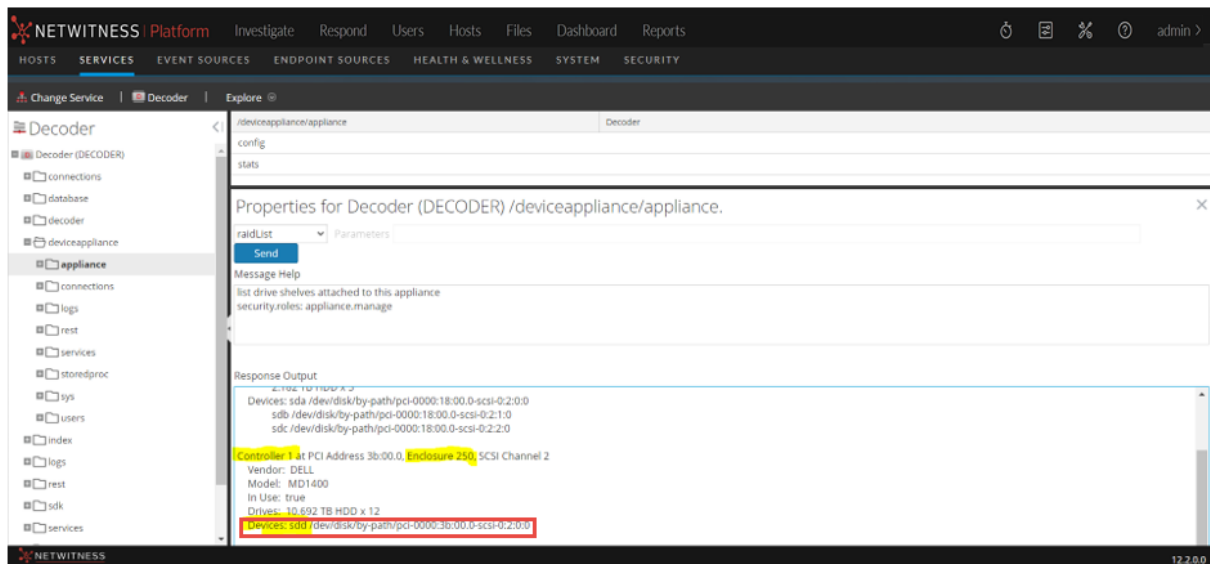 NETWITNESS | Platform Investigate Respond Users Hosts Files Dashboard Reports admin >
HOSTS SERVICES EVENT SOURCES ENDPOINT SOURCES HEALTH & WELLNESS SYSTEM SECURITY
Change Service | Decoder | Explore
Decoder
Decoder (DECODER)
connections
database
decoder
deviceappliance
appliance
connections
logs
rest
services
storedproc
sys
users
index
logs
rest
sdk
services
/deviceappliance/appliance Decoder
config
stats
Properties for Decoder (DECODER) /deviceappliance/appliance.
raidList Parameters
Send
Message Help
list drive shelves attached to this appliance
security.roles: appliance.manage
Response Output
2.182 TB HDD x 3
Devices: sda /dev/disk/by-path/pci-0000:18:00.0-scsi-0:2:0:0
sdb /dev/disk/by-path/pci-0000:18:00.0-scsi-0:2:1:0
sdc /dev/disk/by-path/pci-0000:18:00.0-scsi-0:2:2:0
Controller 1 at PCI Address 3b:00.0, Enclosure 250, SCSI Channel 2
Vendor: DELL
Model: MD1400
In Use: true
Drives: 10.692 TB HDD x 12
Devices: sdd /dev/disk/by-path/pci-0000:3b:00.0-scsi-0:2:0:0
NETWITNESS 12.2.0.0